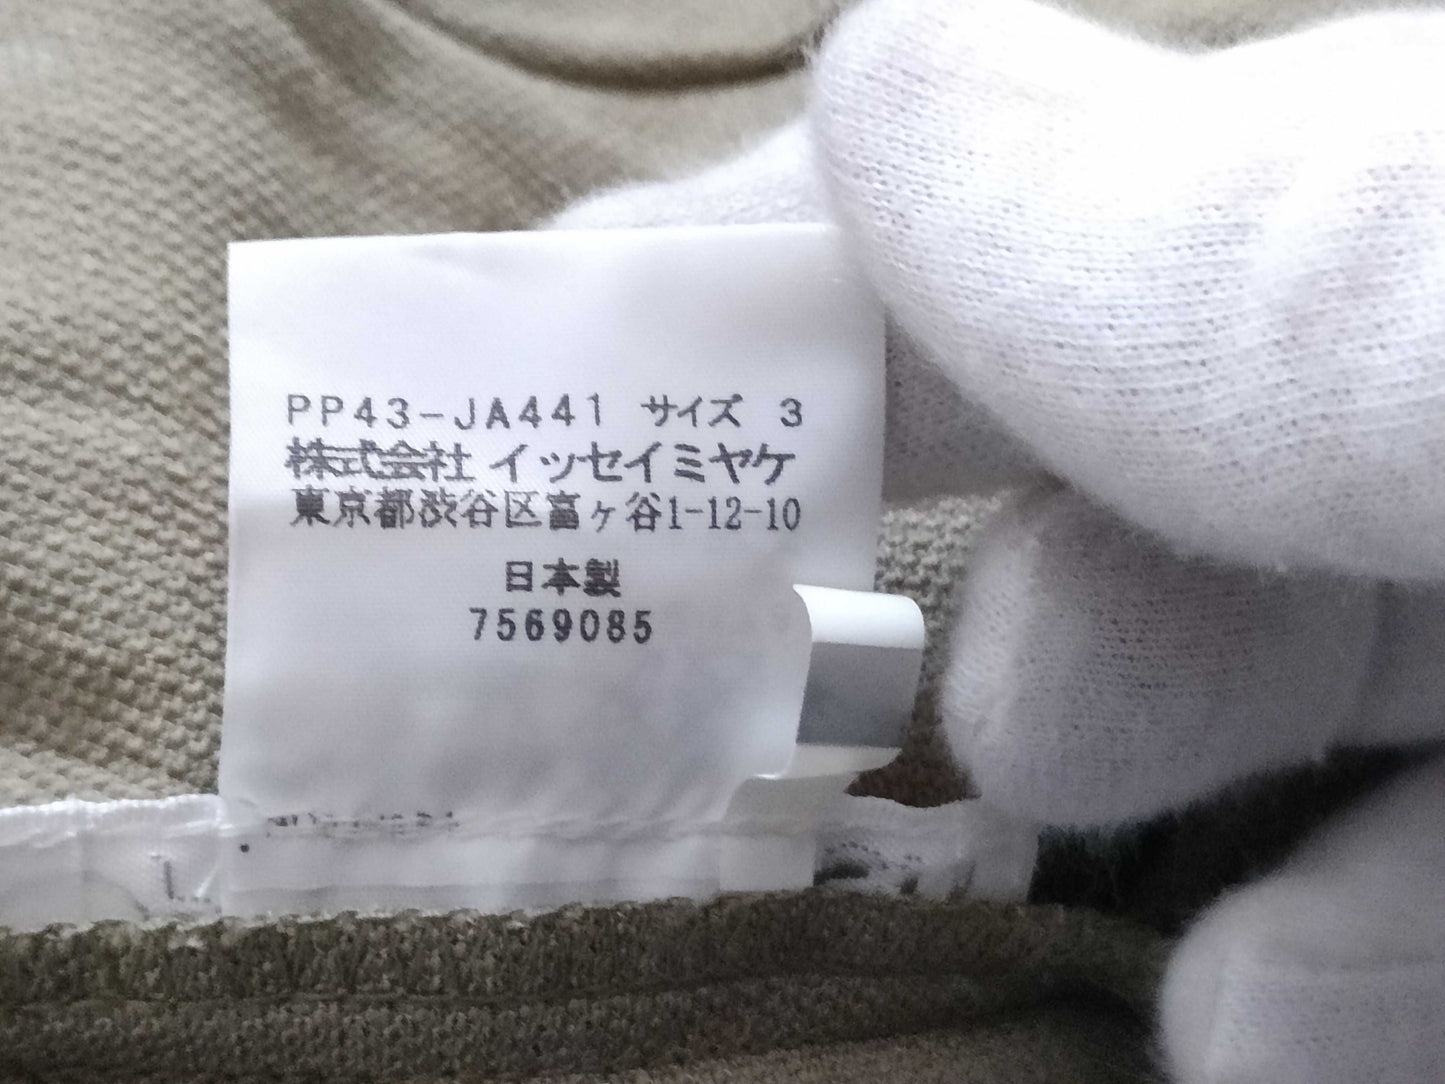 PP43-JA441 サイズ 3
株式会社 イッセイミヤケ
東京都渋谷区富ヶ谷1-12-10
日本製
7569085